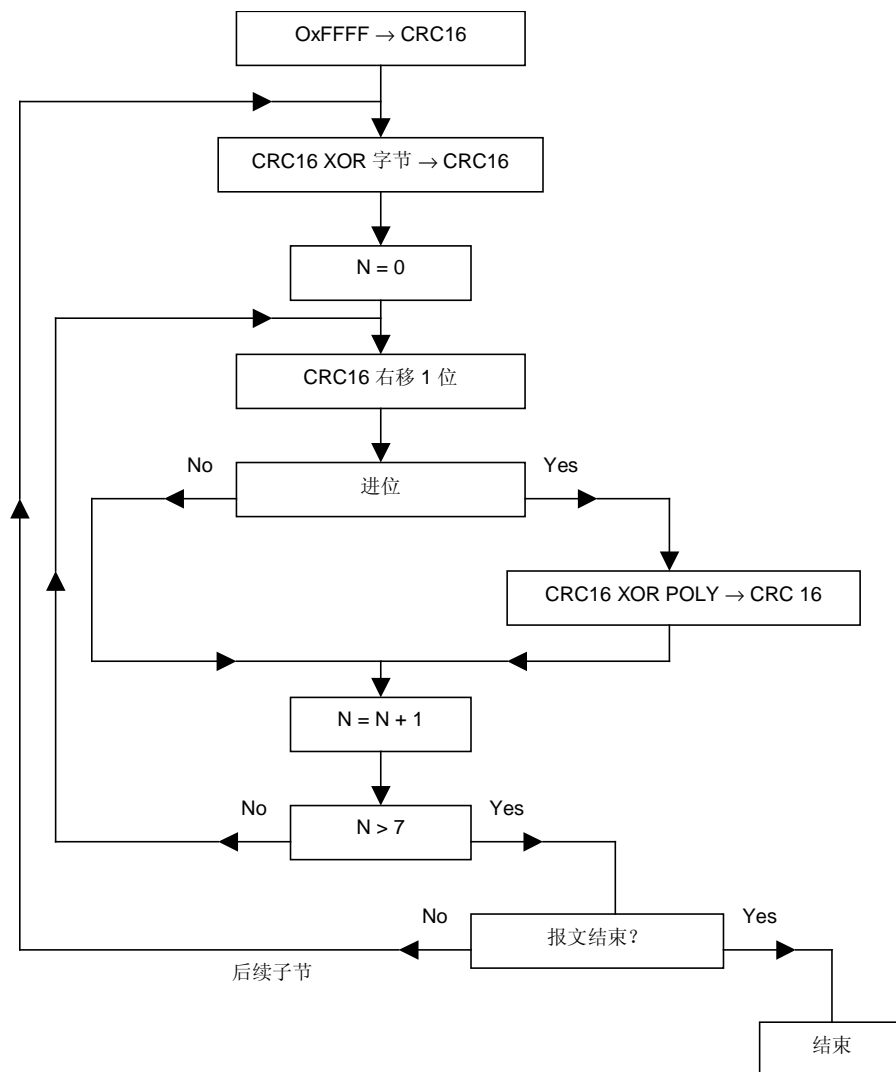 OxFFFF → CRC16
CRC16 XOR 字节 → CRC16
N = 0
CRC16 右移 1 位
No
进位
Yes
CRC16 XOR POLY → CRC 16
N = N + 1
No
N > 7
Yes
No
报文结束?
Yes
后续子节
结束